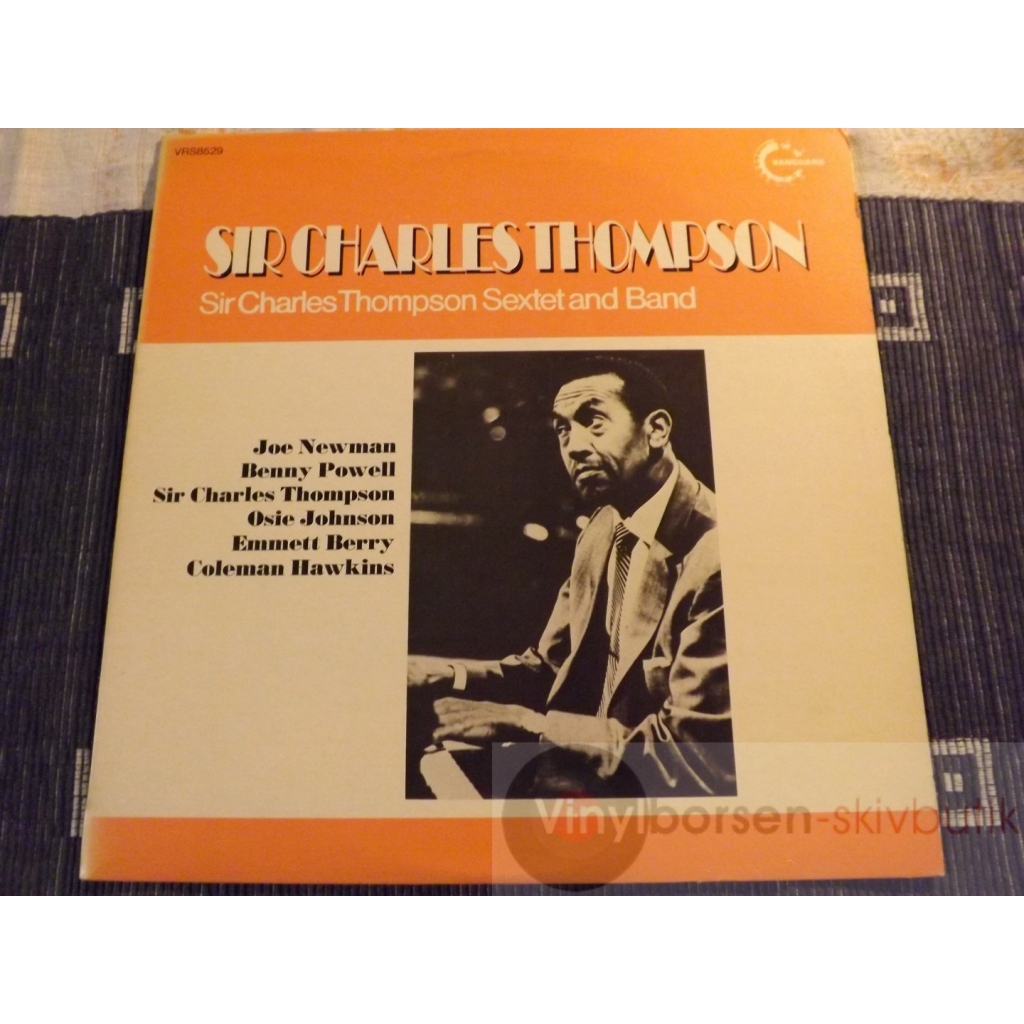 VRS8529
VANGUARD
SIR CHARLES THOMPSON
Sir Charles Thompson Sextet and Band
Joe Newman
Benny Powell
Sir Charles Thompson
Osie Johnson
Emmett Berry
Coleman Hawkins
Vinylborsen-skivbutik